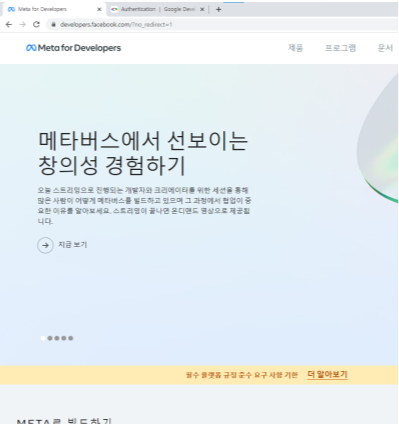 Meta for Developers
Authentication | Google Devel
developers.facebook.com/?no_redirect=1
Meta for Developers
제품 프로그램 문서
메타버스에서 선보이는
창의성 경험하기
오늘 스트리밍으로 진행되는 개발자와 크리에이터를 위한 세션을 통해
많은 사람이 어떻게 메타버스를 빌드하고 있으며 그 과정에서 협업이 중
요한 이유를 알아보세요. 스트리밍이 끝나면 온디맨드 영상으로 제공됩
니다.
지금 보기
필수 플랫폼 규정 준수 요구 사항 기한 더 알아보기
META로 빌드하기